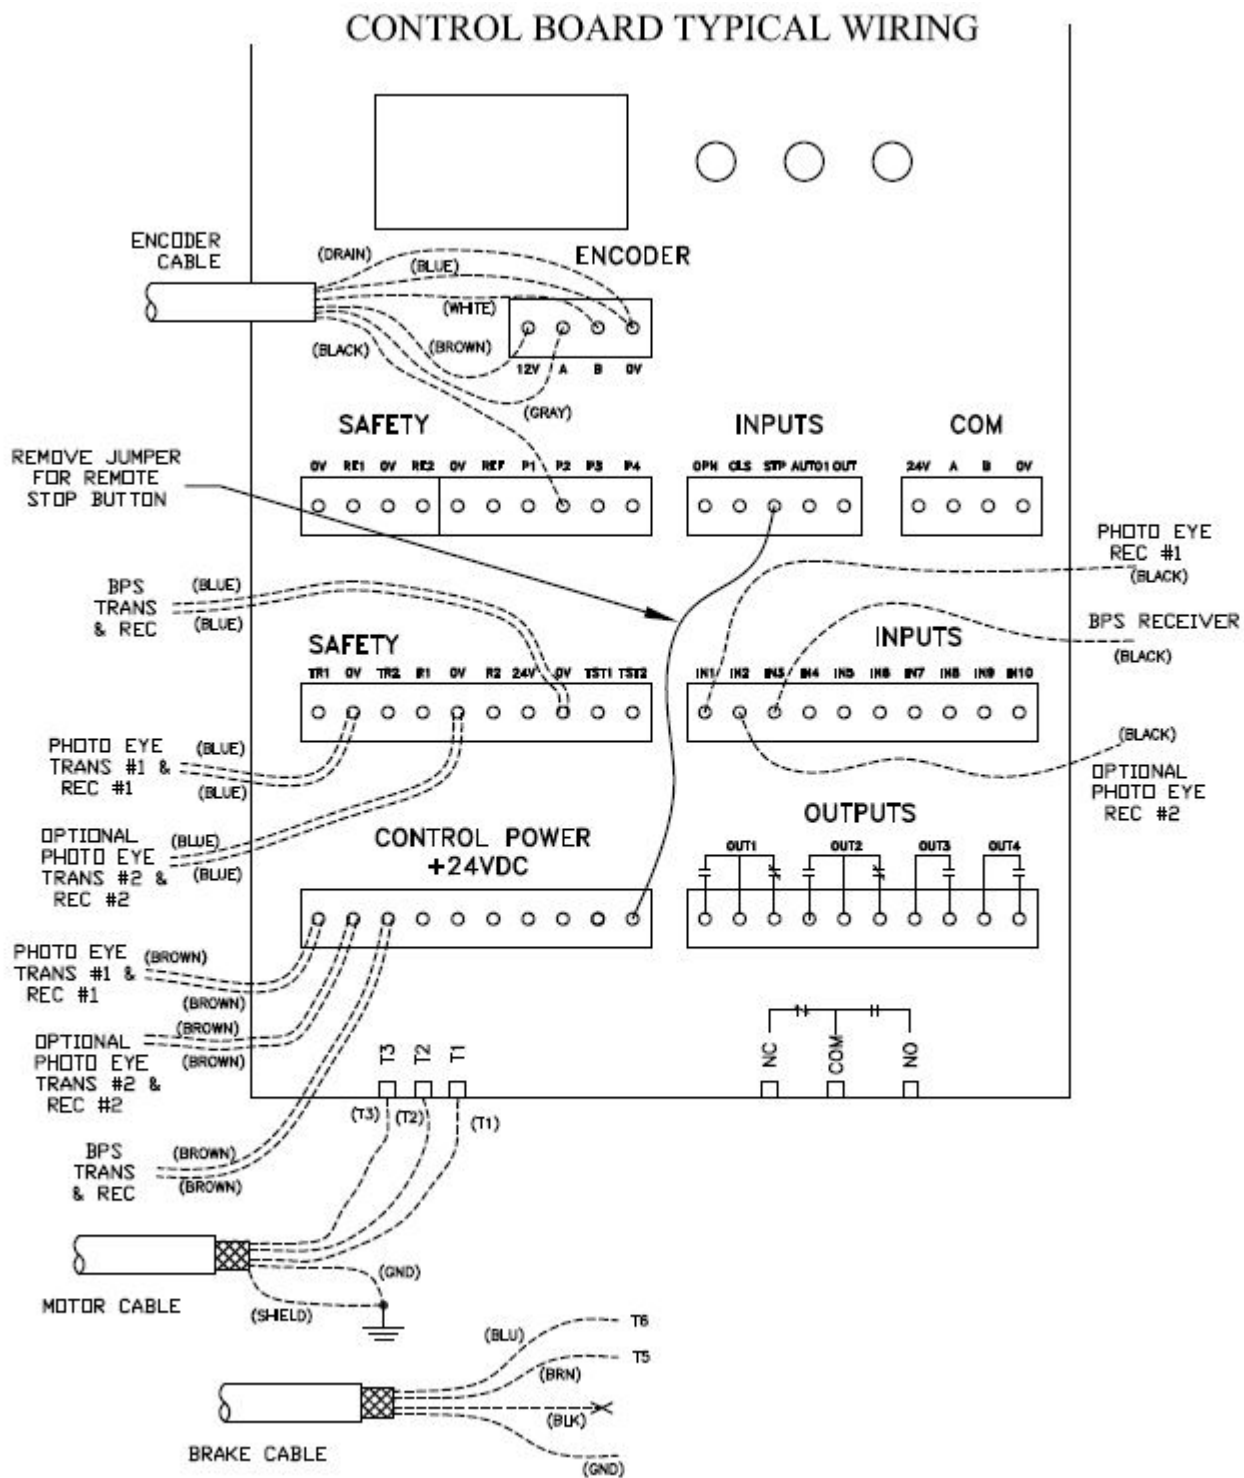 CONTROL BOARD TYPICAL WIRING
ENCODER
CABLE
(DRAIN)
(BLUE)
ENCODER
(WHITE)
(BLACK)
(BROWN)
12V A B 0V
(GRAY)
SAFETY
INPUTS
COM
REMOVE JUMPER
FOR REMOTE
STOP BUTTON
0V RE1 0V RE2 0V REF P1 P2 P3 P4
OPN CLS STP AUTO1 OUT
24V A B 0V
PHOTO EYE
REC #1
(BLACK)
BPS
TRANS
& REC
(BLUE)
(BLUE)
BPS RECEIVER
(BLACK)
SAFETY
INPUTS
TR1 0V TR2 R1 0V R2 24V 0V TST1 TST2
IN1 IN2 IN3 IN4 IN5 IN6 IN7 IN8 IN9 IN10
PHOTO EYE
TRANS #1 &
REC #1
(BLUE)
(BLUE)
(BLACK)
OPTIONAL
PHOTO EYE
REC #2
OPTIONAL
PHOTO EYE
TRANS #2 &
REC #2
(BLUE)
(BLUE)
CONTROL POWER
+24VDC
OUTPUTS
OUT1 OUT2 OUT3 OUT4
PHOTO EYE
TRANS #1 &
REC #1
(BROWN)
(BROWN)
OPTIONAL
PHOTO EYE
TRANS #2 &
REC #2
(BROWN)
(BROWN)
T3 T2 T1
NC COM NO
(T3) (T2) (T1)
BPS
TRANS
& REC
(BROWN)
(BROWN)
MOTOR CABLE
(GND)
(SHIELD)
(BLU)
T6
(BRN)
T5
(BLK)
BRAKE CABLE
(GND)